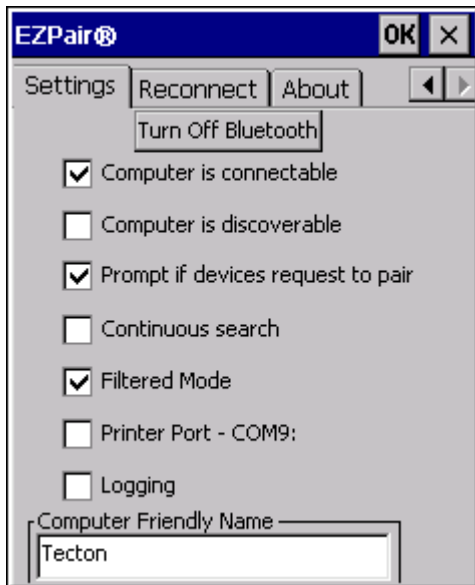 EZPair® OK
Settings Reconnect About
Turn Off Bluetooth
Computer is connectable
Computer is discoverable
Prompt if devices request to pair
Continuous search
Filtered Mode
Printer Port - COM9:
Logging
Computer Friendly Name
Tecton